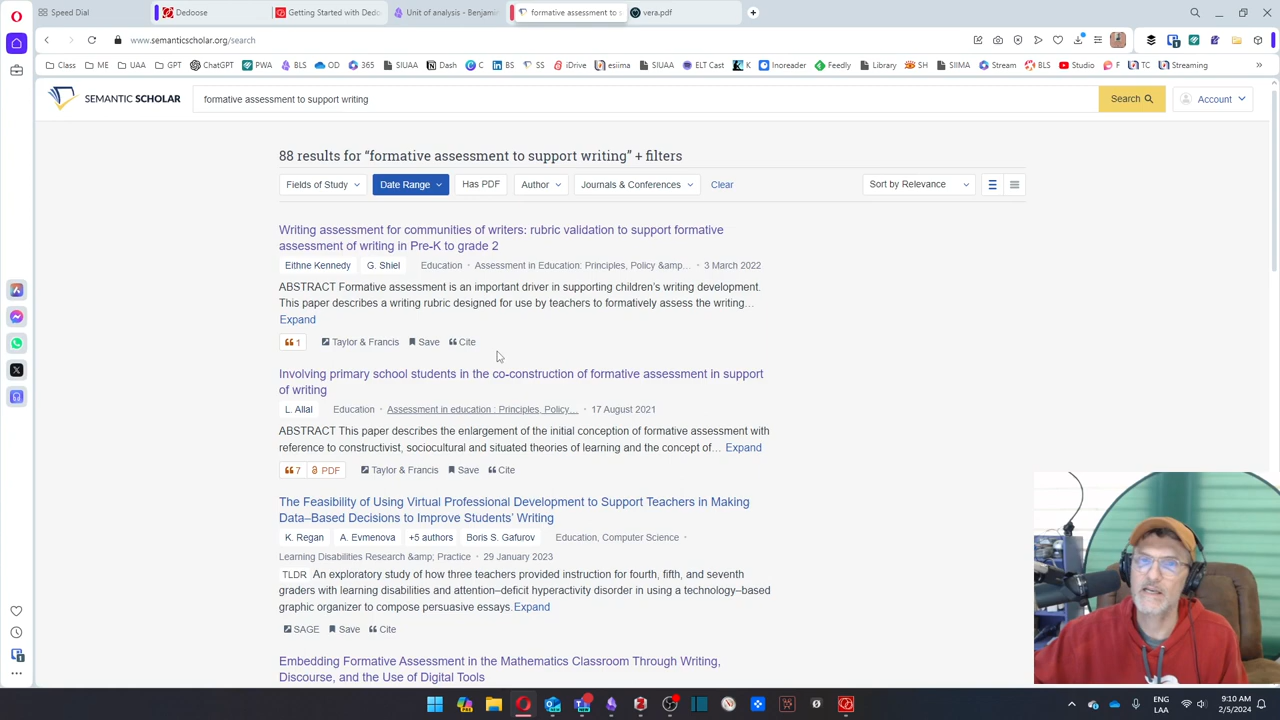 Speed Dial
Dedoose
Getting Started with Dedo
Unit of analysis - Benjamin
formative assessment to s
vera.pdf
www.semanticscholar.org/search
Class ME UAA GPT ChatGPT PWA BLS OD 365 SIUAA Dash C BS SS iDrive esiima SIUAA ELT Cast K Inoreader Feedly Library SH SIIMA Stream BLS Studio F TC Streaming
SEMANTIC SCHOLAR
formative assessment to support writing
Search
Account
88 results for “formative assessment to support writing” + filters
Fields of Study Date Range Has PDF Author Journals & Conferences Clear Sort by Relevance
Writing assessment for communities of writers: rubric validation to support formative
assessment of writing in Pre-K to grade 2
Eithne Kennedy G. Shiel Education · Assessment in Education: Principles, Policy &amp… · 3 March 2022
ABSTRACT Formative assessment is an important driver in supporting children’s writing development.
This paper describes a writing rubric designed for use by teachers to formatively assess the writing…
Expand
1 Taylor & Francis Save Cite
Involving primary school students in the co-construction of formative assessment in support
of writing
L. Allal Education · Assessment in education : Principles, Policy… · 17 August 2021
ABSTRACT This paper describes the enlargement of the initial conception of formative assessment with
reference to constructivist, sociocultural and situated theories of learning and the concept of… Expand
7 PDF Taylor & Francis Save Cite
The Feasibility of Using Virtual Professional Development to Support Teachers in Making
Data–Based Decisions to Improve Students’ Writing
K. Regan A. Evmenova +5 authors Boris S. Gafurov Education, Computer Science ·
Learning Disabilities Research &amp; Practice · 29 January 2023
TLDR An exploratory study of how three teachers provided instruction for fourth, fifth, and seventh
graders with learning disabilities and attention–deficit hyperactivity disorder in using a technology–based
graphic organizer to compose persuasive essays. Expand
SAGE Save Cite
Embedding Formative Assessment in the Mathematics Classroom Through Writing,
Discourse, and the Use of Digital Tools
ENG
LAA
9:10 AM
2/5/2024